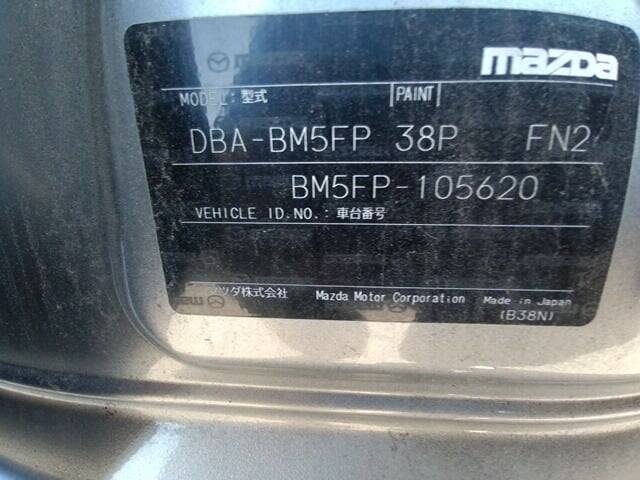 mazda
MODEL : 型式 PAINT
DBA-BM5FP 38P FN2
BM5FP-105620
VEHICLE ID.NO.: 車台番号
マツダ株式会社 Mazda Motor Corporation Made in Japan
(B38N)